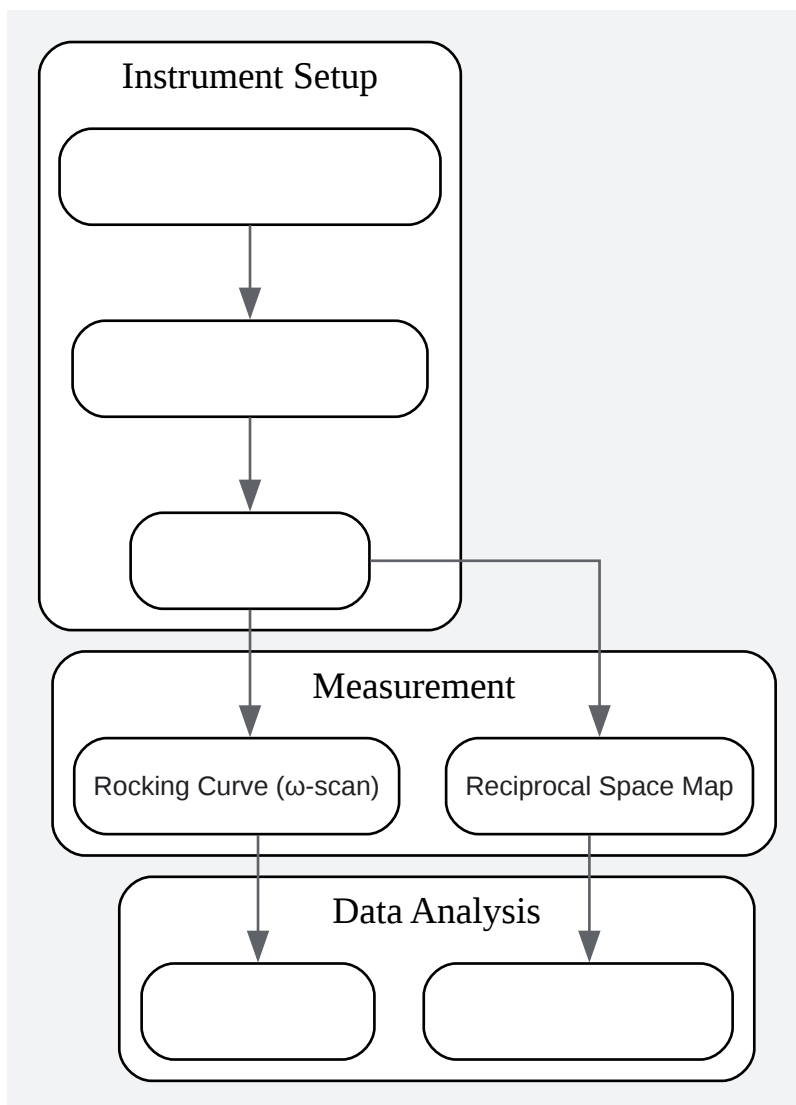 Instrument Setup
Measurement
Rocking Curve (ω-scan)
Reciprocal Space Map
Data Analysis